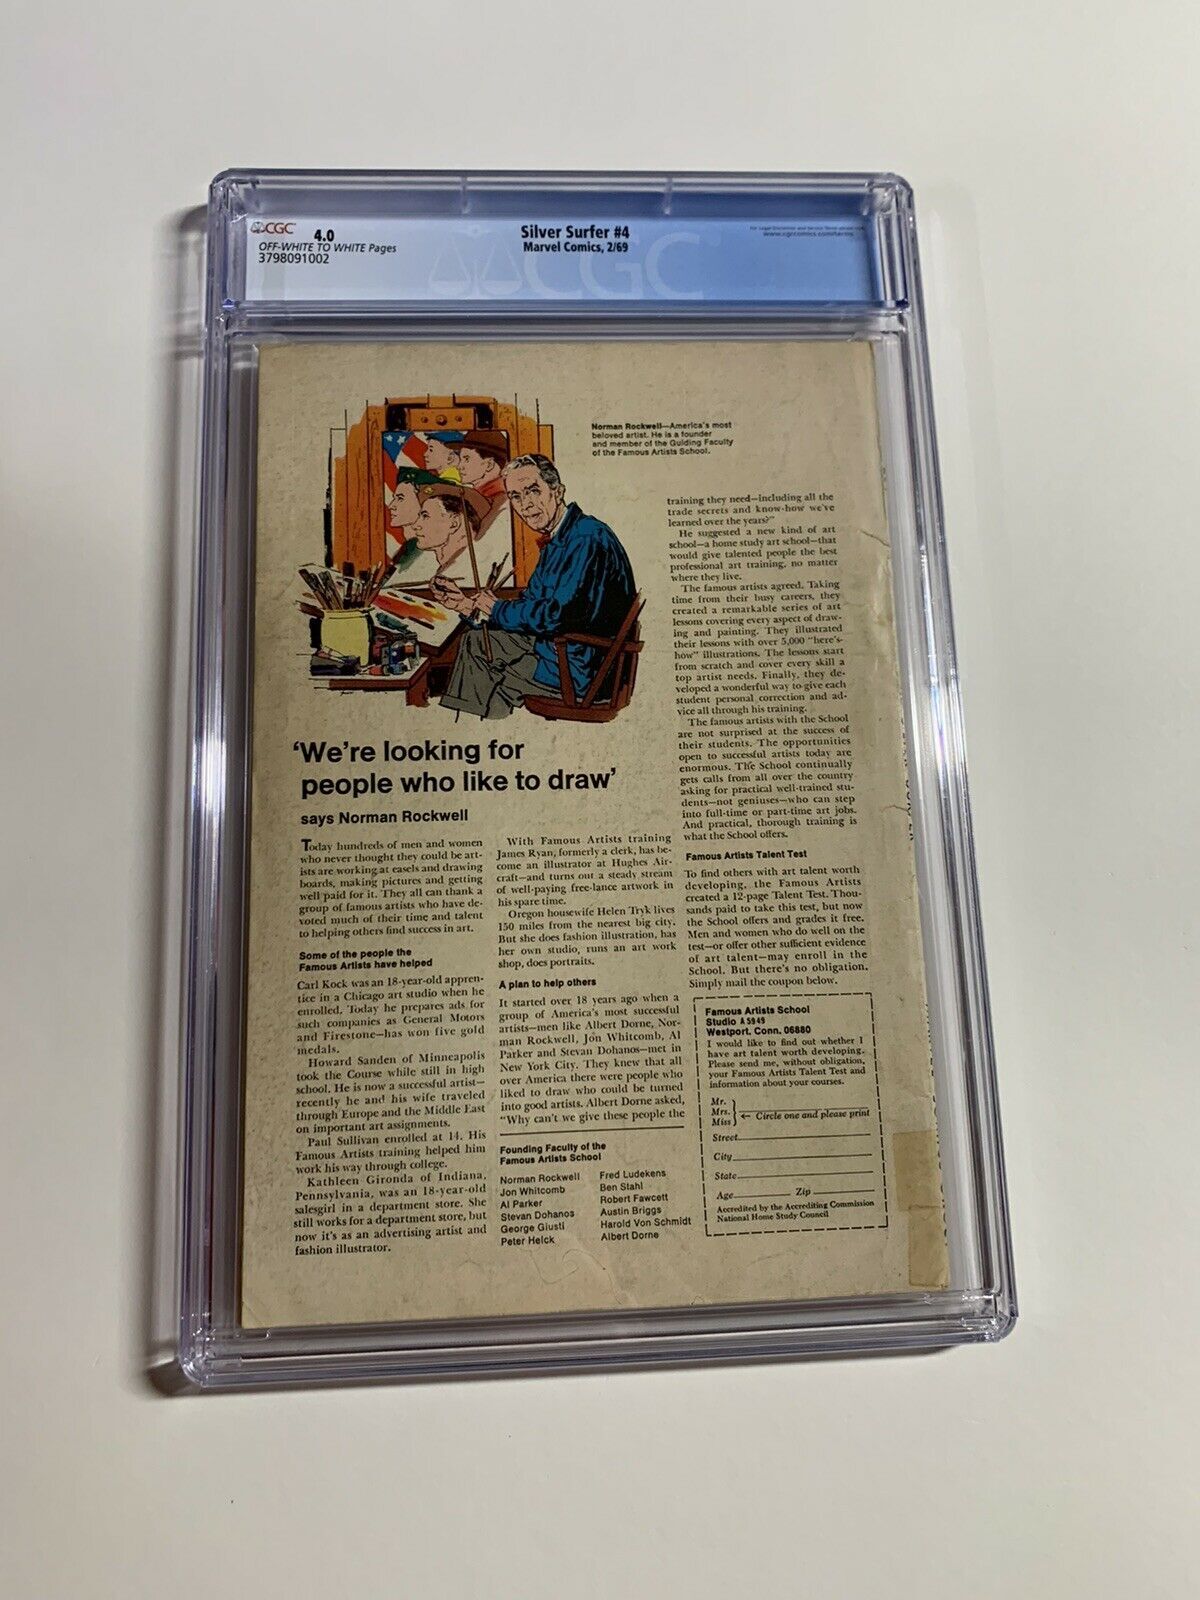 CGC 4.0
OFF-WHITE TO WHITE Pages
3798091002
Silver Surfer #4
Marvel Comics, 2/69
www.cgccomics.com/terms
CGC
Norman Rockwell—America's most
beloved artist. He is a founder
and member of the Guiding Faculty
of the Famous Artists School.
'We're looking for
people who like to draw'
says Norman Rockwell
Today hundreds of men and women
who never thought they could be art-
ists are working at easels and drawing
boards, making pictures and getting
well paid for it. They all can thank a
group of famous artists who have de-
voted much of their time and talent
to helping others find success in art.
Some of the people the
Famous Artists have helped
Carl Kock was an 18-year-old appren-
tice in a Chicago art studio when he
enrolled. Today he prepares ads for
such companies as General Motors
and Firestone—has won five gold
medals.
Howard Sanden of Minneapolis
took the Course while still in high
school. He is now a successful artist—
recently he and his wife traveled
through Europe and the Middle East
on important art assignments.
Paul Sullivan enrolled at 14. His
Famous Artists training helped him
work his way through college.
Kathleen Gironda of Indiana,
Pennsylvania, was an 18-year-old
salesgirl in a department store. She
still works for a department store, but
now it's as an advertising artist and
fashion illustrator.
With Famous Artists training
James Ryan, formerly a clerk, has be-
come an illustrator at Hughes Air-
craft—and turns out a steady stream
of well-paying free-lance artwork in
his spare time.
Oregon housewife Helen Tryk lives
150 miles from the nearest big city.
But she does fashion illustration, has
her own studio, runs an art work
shop, does portraits.
A plan to help others
It started over 18 years ago when a
group of America's most successful
artists—men like Albert Dorne, Nor-
man Rockwell, Jon Whitcomb, Al
Parker and Stevan Dohanos—met in
New York City. They knew that all
over America there were people who
liked to draw who could be turned
into good artists. Albert Dorne asked,
"Why can't we give these people the
Founding Faculty of the
Famous Artists School
Norman Rockwell
Jon Whitcomb
Al Parker
Stevan Dohanos
George Giusti
Peter Helck
Fred Ludekens
Ben Stahl
Robert Fawcett
Austin Briggs
Harold Von Schmidt
Albert Dorne
training they need—including all the
trade secrets and know-how we've
learned over the years?"
He suggested a new kind of art
school—a home study art school—that
would give talented people the best
professional art training, no matter
where they live.
The famous artists agreed. Taking
time from their busy careers, they
created a remarkable series of art
lessons covering every aspect of draw-
ing and painting. They illustrated
their lessons with over 5,000 "here's-
how" illustrations. The lessons start
from scratch and cover every skill a
top artist needs. Finally, they de-
veloped a wonderful way to give each
student personal correction and ad-
vice all through his training.
The famous artists with the School
are not surprised at the success of
their students. The opportunities
open to successful artists today are
enormous. The School continually
gets calls from all over the country
asking for practical well-trained stu-
dents—not geniuses—who can step
into full-time or part-time art jobs.
And practical, thorough training is
what the School offers.
Famous Artists Talent Test
To find others with art talent worth
developing, the Famous Artists
created a 12-page Talent Test. Thou-
sands paid to take this test, but now
the School offers and grades it free.
Men and women who do well on the
test—or offer other sufficient evidence
of art talent—may enroll in the
School. But there's no obligation.
Simply mail the coupon below.
Famous Artists School
Studio A5949
Westport, Conn. 06880
I would like to find out whether I
have art talent worth developing.
Please send me, without obligation,
your Famous Artists Talent Test and
information about your courses.
Mr.
Mrs. ← Circle one and please print
Miss
Street
City
State
Age Zip
Accredited by the Accrediting Commission
National Home Study Council